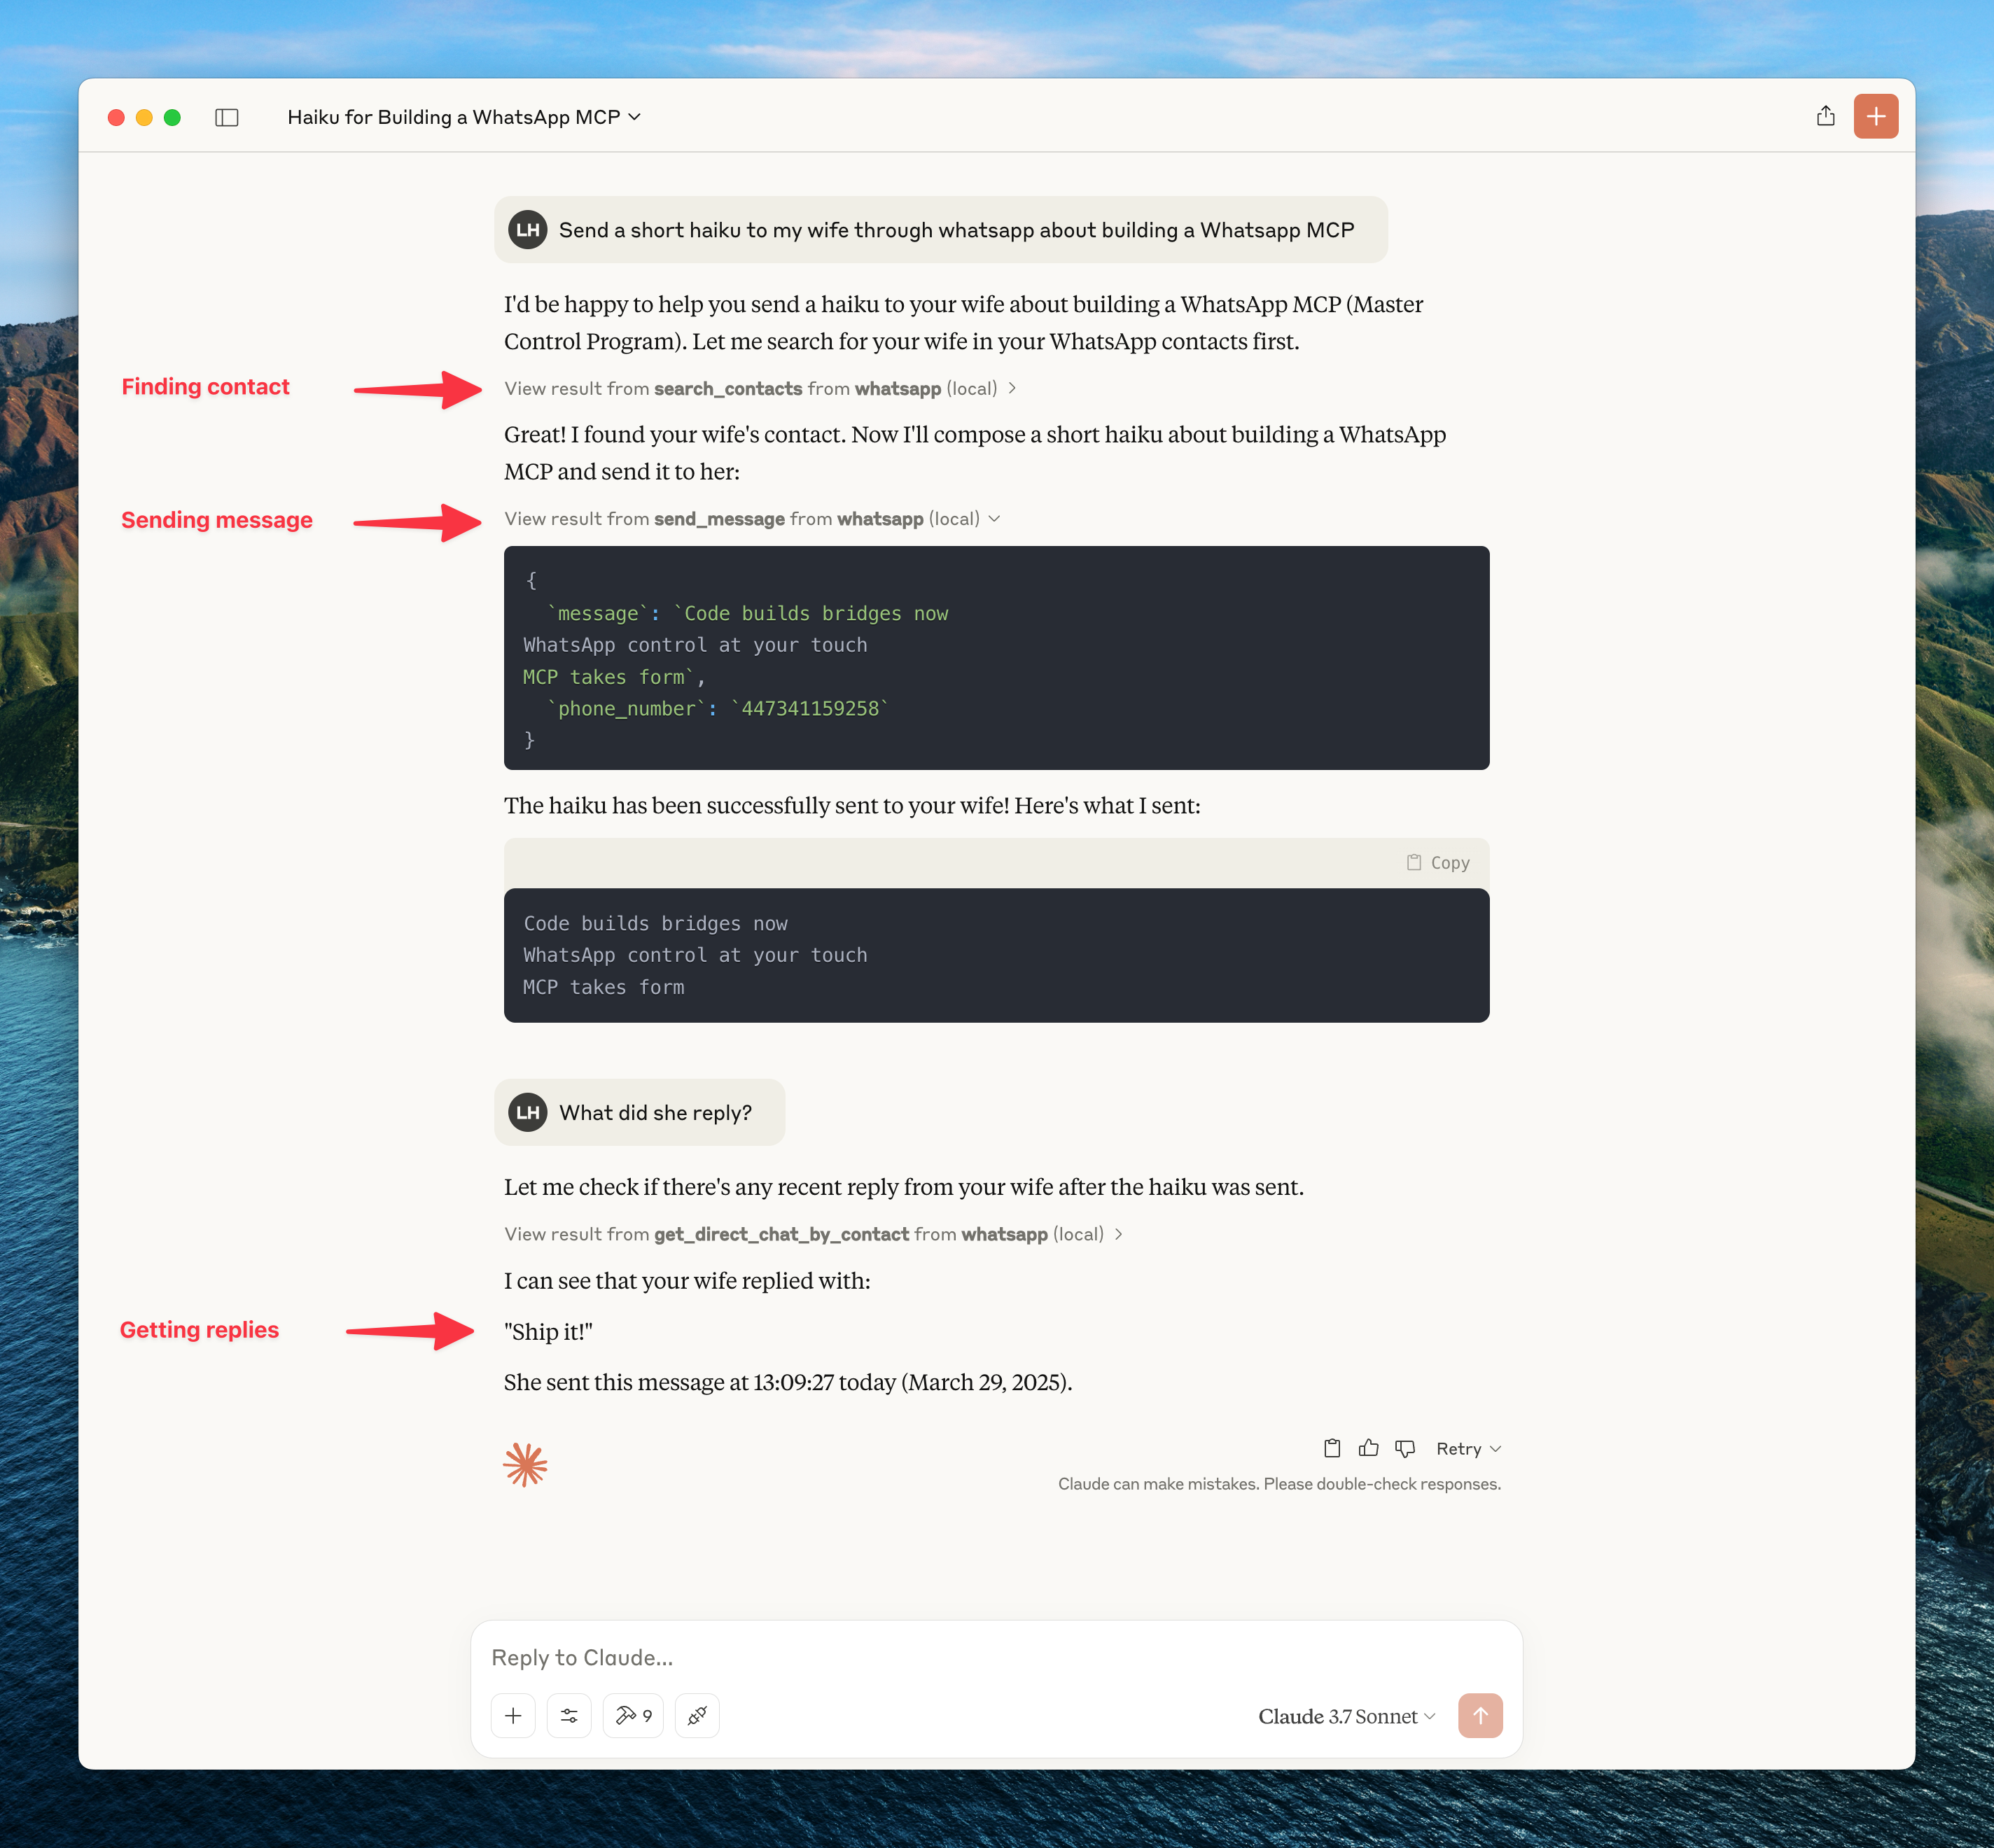 Haiku for Building a WhatsApp MCP
LH Send a short haiku to my wife through whatsapp about building a Whatsapp MCP
I'd be happy to help you send a haiku to your wife about building a WhatsApp MCP (Master
Control Program). Let me search for your wife in your WhatsApp contacts first.
Finding contact
View result from search_contacts from whatsapp (local)
Great! I found your wife's contact. Now I'll compose a short haiku about building a WhatsApp
MCP and send it to her:
Sending message
View result from send_message from whatsapp (local)
{
`message`: `Code builds bridges now
WhatsApp control at your touch
MCP takes form`,
`phone_number`: `447341159258`
}
The haiku has been successfully sent to your wife! Here's what I sent:
Copy
Code builds bridges now
WhatsApp control at your touch
MCP takes form
LH What did she reply?
Let me check if there's any recent reply from your wife after the haiku was sent.
View result from get_direct_chat_by_contact from whatsapp (local)
I can see that your wife replied with:
Getting replies
"Ship it!"
She sent this message at 13:09:27 today (March 29, 2025).
Retry
Claude can make mistakes. Please double-check responses.
Reply to Claude...
9
Claude 3.7 Sonnet